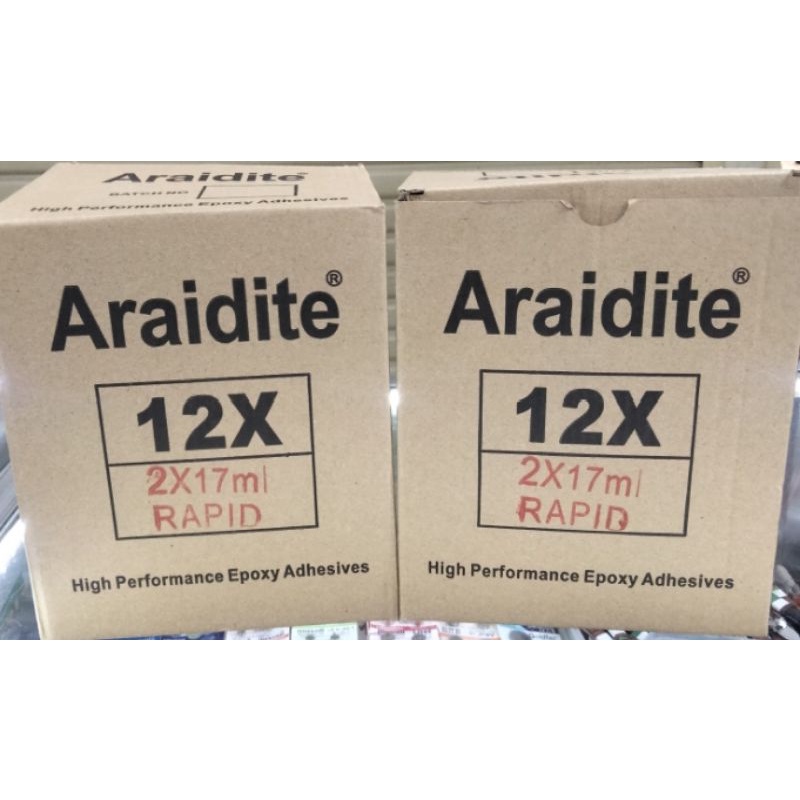 Araidite®
BATCH NO
High Performance Epoxy Adhesives
Araidite®
12X
2X17ml
RAPID
High Performance Epoxy Adhesives
Araidite®
12X
2X17ml
RAPID
High Performance Epoxy Adhesives